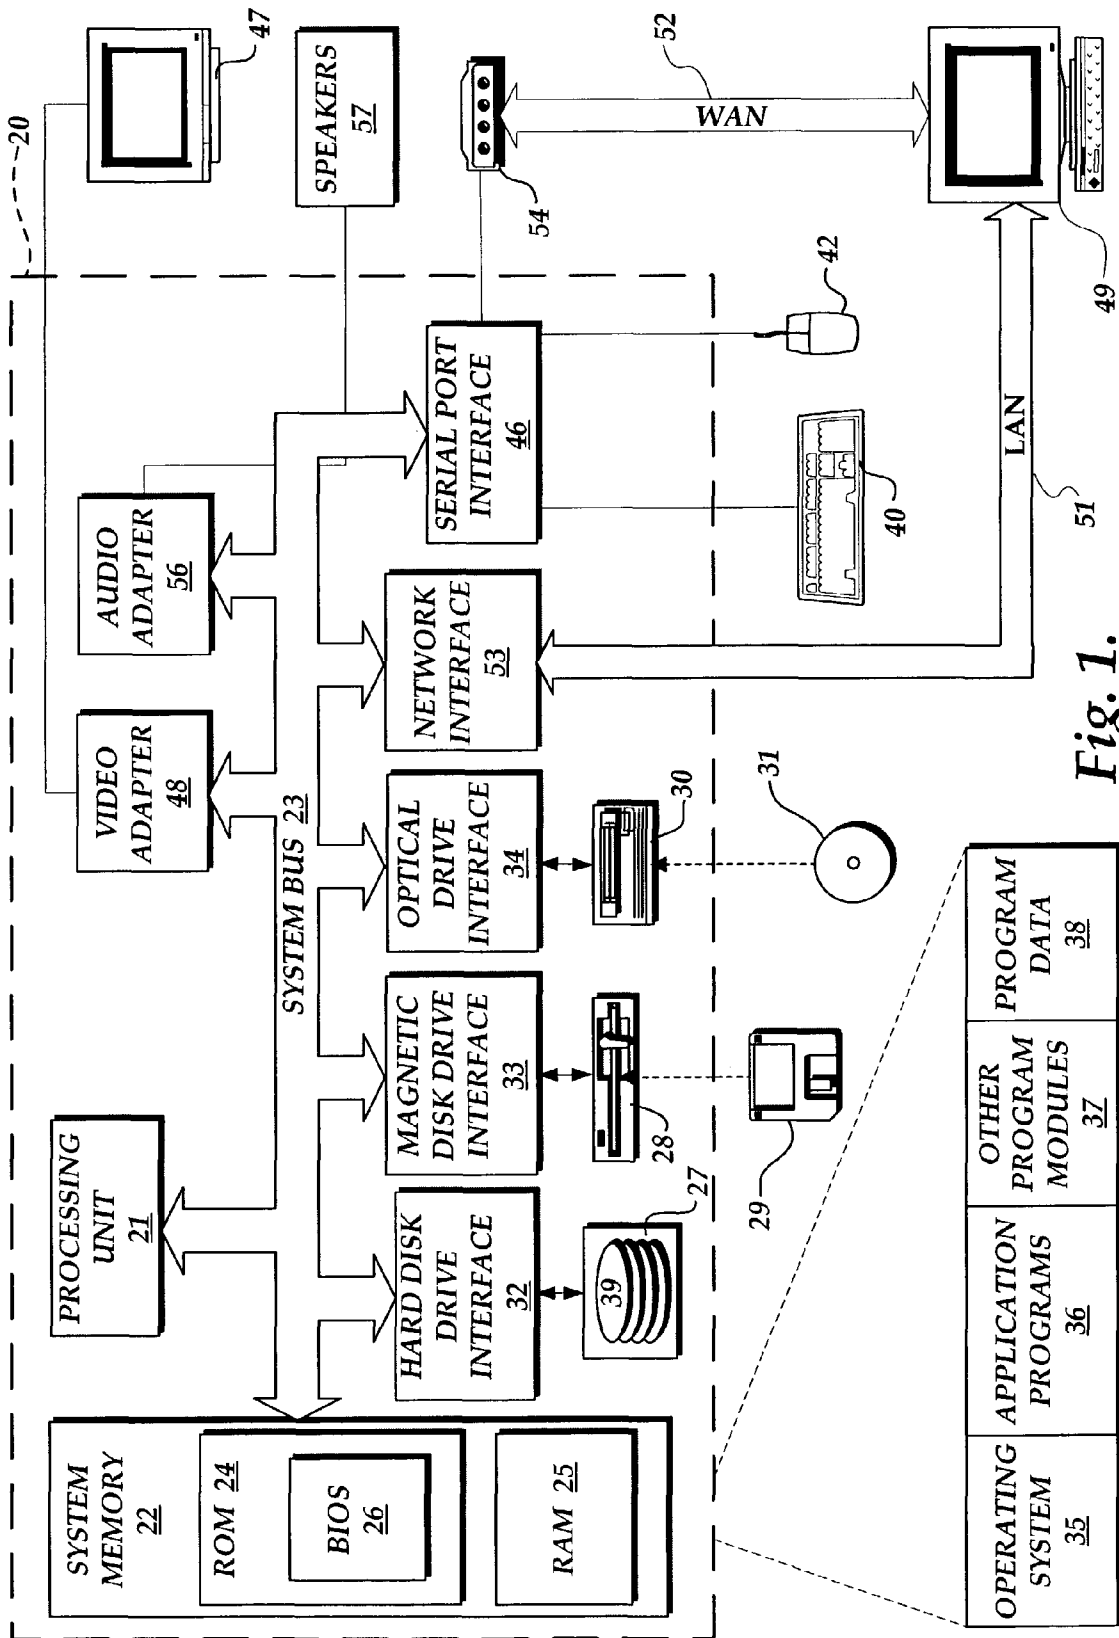 20
SYSTEM
MEMORY
22
ROM 24
BIOS
26
RAM 25
PROCESSING
UNIT
21
VIDEO
ADAPTER
48
AUDIO
ADAPTER
56
47
SYSTEM BUS 23
SPEAKERS
57
HARD DISK
DRIVE
INTERFACE
32
MAGNETIC
DISK DRIVE
INTERFACE
33
OPTICAL
DRIVE
INTERFACE
34
NETWORK
INTERFACE
53
SERIAL PORT
INTERFACE
46
54
WAN
52
39
27
28
30
29
31
40
42
LAN
51
49
OPERATING
SYSTEM
35
APPLICATION
PROGRAMS
36
OTHER
PROGRAM
MODULES
37
PROGRAM
DATA
38
Fig. 1.